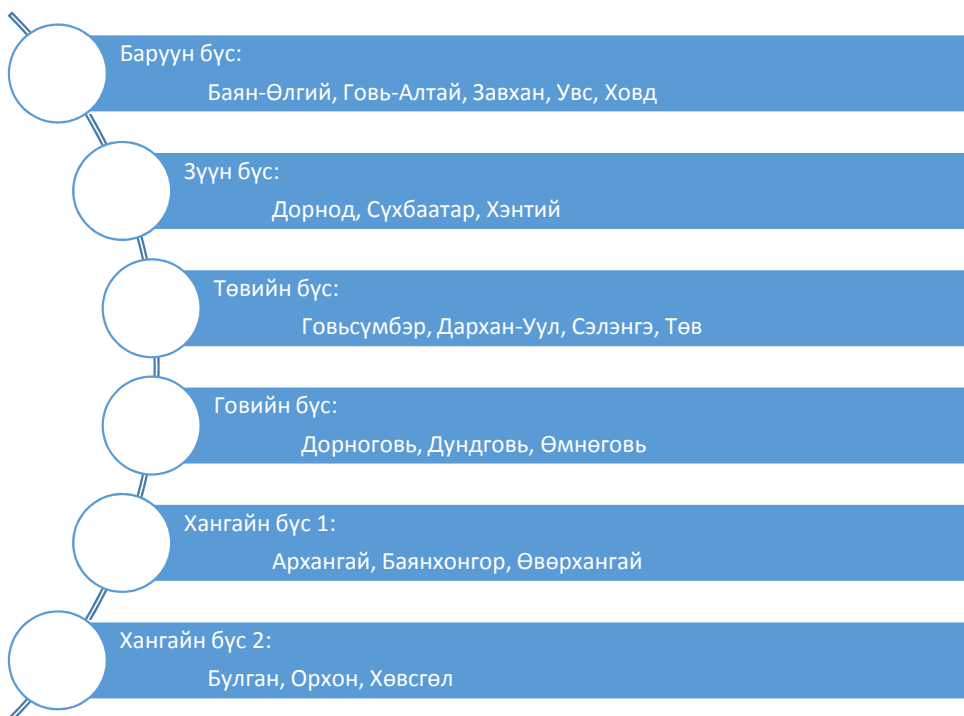 Баруун бүс:
Баян-Өлгий, Говь-Алтай, Завхан, Увс, Ховд
Зүүн бүс:
Дорнод, Сүхбаатар, Хэнтий
Төвийн бүс:
Говьсүмбэр, Дархан-Уүл, Сэлэнгэ, Төв
Говийн бүс:
Дорноговь, Дундговь, Өмнөговь
Хангайн бүс 1:
Архангай, Баянхонгор, Өвөрхангай
Хангайн бүс 2:
Булган, Орхон, Хөвсгөл